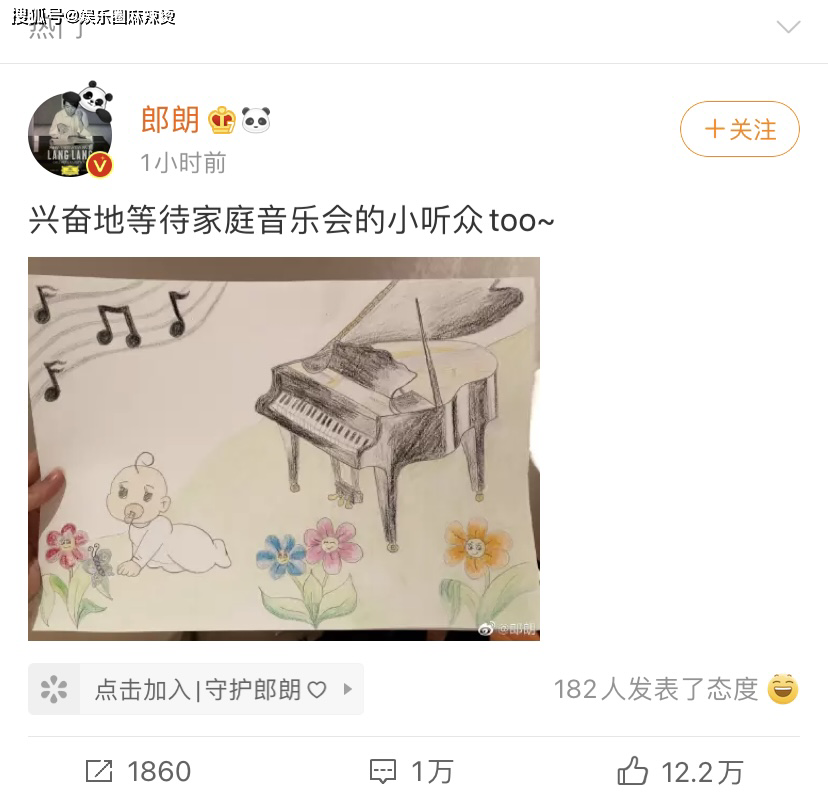 搜狐号@娱乐圈麻辣烫
热门
郎朗
LANG LANG
1小时前
+关注
兴奋地等待家庭音乐会的小听众too~
@郎朗
点击加入|守护郎朗♡
182人发表了态度
1860
1万
12.2万